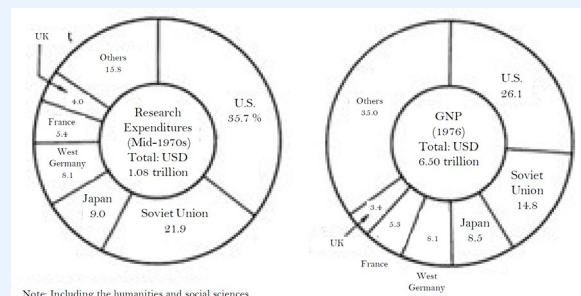 UK
Others
15.8
4.0
France
5.4
West
Germany
8.1
Japan
9.0
Soviet Union
21.9
U.S.
35.7 %
Research
Expenditures
(Mid-1970s)
Total: USD
1.08 trillion
U.S.
26.1
Others
35.0
GNP
(1976)
Total: USD
6.50 trillion
Soviet
Union
14.8
Japan
8.5
8.1
West
Germany
5.3
France
3.4
UK
Note: Including the humanities and social sciences